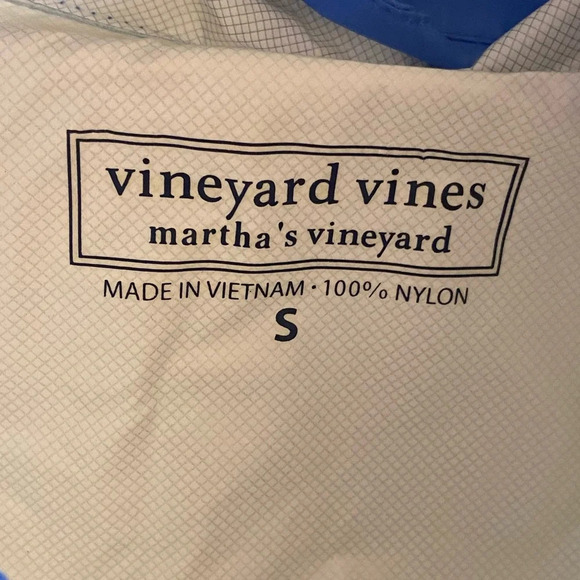 vineyard vines
martha's vineyard
MADE IN VIETNAM · 100% NYLON
S